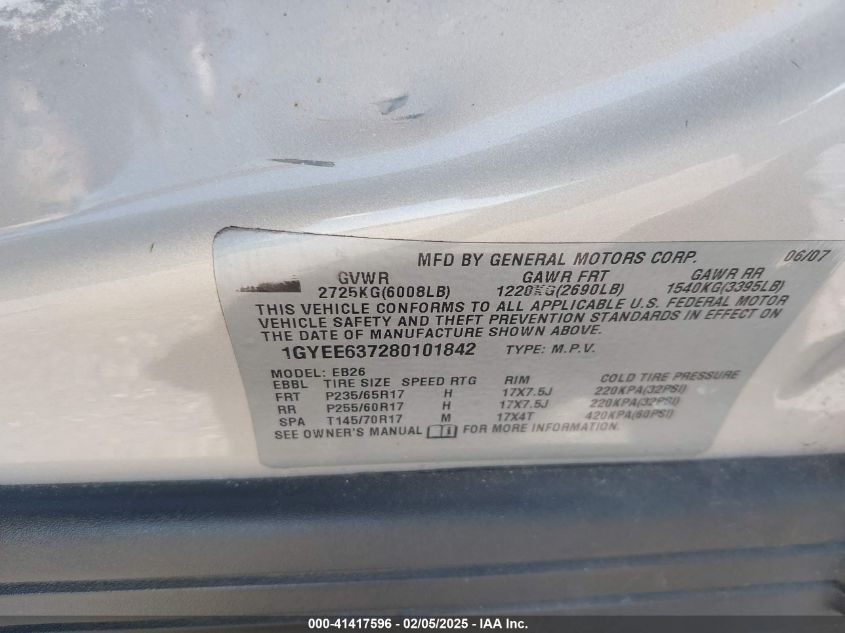 MFD BY GENERAL MOTORS CORP. 06/07
GVWR GAWR FRT GAWR RR
2725KG(6008LB) 1220KG(2690LB) 1540KG(3395LB)
THIS VEHICLE CONFORMS TO ALL APPLICABLE U.S. FEDERAL MOTOR
VEHICLE SAFETY AND THEFT PREVENTION STANDARDS IN EFFECT ON
THE DATE OF MANUFACTURE SHOWN ABOVE.
1GYEE637280101842 TYPE: M.P.V.
MODEL: EB26
EBBL TIRE SIZE SPEED RTG RIM COLD TIRE PRESSURE
FRT P235/65R17 H 17X7.5J 220KPA(32PSI)
RR P255/60R17 H 17X7.5J 220KPA(32PSI)
SPA T145/70R17 M 17X4T 420KPA(60PSI)
SEE OWNER'S MANUAL FOR MORE INFORMATION.
000-41417596 - 02/05/2025 - IAA Inc.